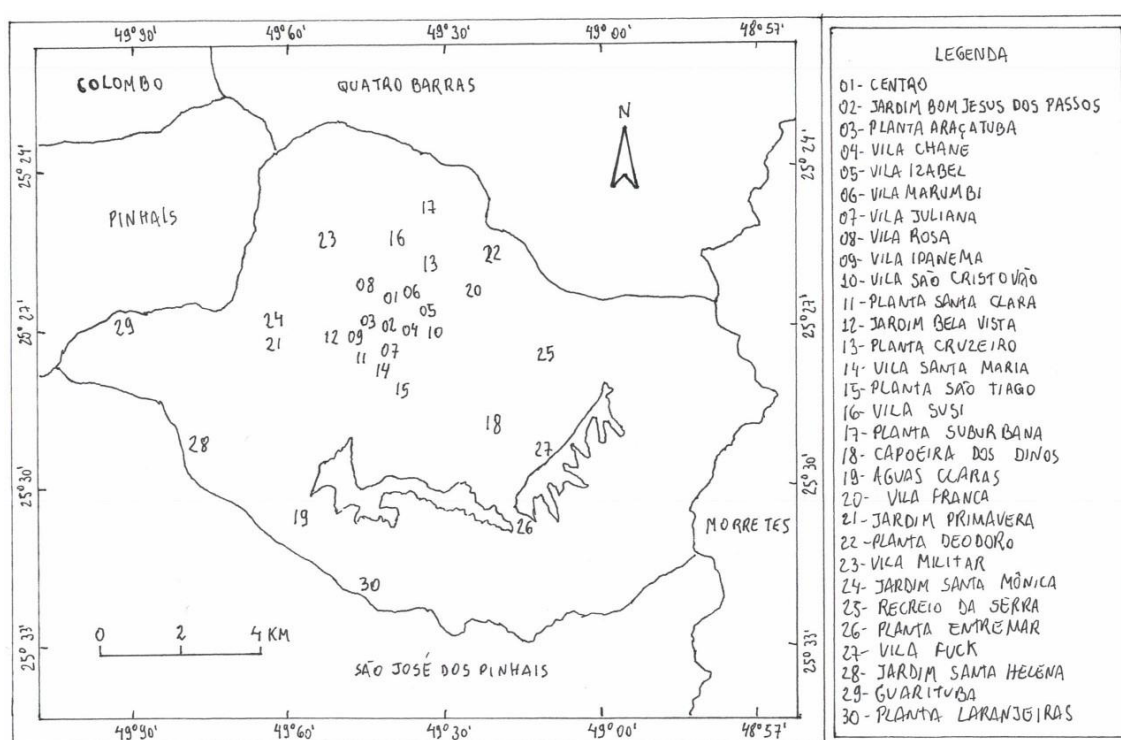 49°90' 49°60' 49°30' 49°00' 48°57'
COLOMBO
QUATRO BARRAS
N
25°24' 25°24'
PINHAIS
17
23 16
22
13
08 06 20
01
05
24 03 02 04 10
29 25°27' 25°27'
12 09
21
07
11 25
14
15
18
28 27
25°30' 25°30'
19 26
MORRETES
30
0 2 4 KM
25°33' 25°33'
SÃO JOSÉ DOS PINHAIS
49°90' 49°60' 49°30' 49°00' 48°57'
LEGENDA
01- CENTRO
02- JARDIM BOM JESUS DOS PASSOS
03- PLANTA ARAÇATUBA
04- VILA CHANE
05- VILA IZABEL
06- VILA MARUMBI
07- VILA JULIANA
08- VILA ROSA
09- VILA IPANEMA
10- VILA SÃO CRISTOVÃO
11- PLANTA SANTA CLARA
12- JARDIM BELA VISTA
13- PLANTA CRUZEIRO
14- VILA SANTA MARIA
15- PLANTA SÃO TIAGO
16- VILA SUSI
17- PLANTA SUBURBANA
18- CAPOEIRA DOS DINOS
19- ÁGUAS CLARAS
20- VILA FRANCA
21- JARDIM PRIMAVERA
22- PLANTA DEODORO
23- VILA MILITAR
24- JARDIM SANTA MÔNICA
25- RECREIO DA SERRA
26- PLANTA ENTREMAR
27- VILA FUCK
28- JARDIM SANTA HELENA
29- GUARITUBA
30- PLANTA LARANJEIRAS